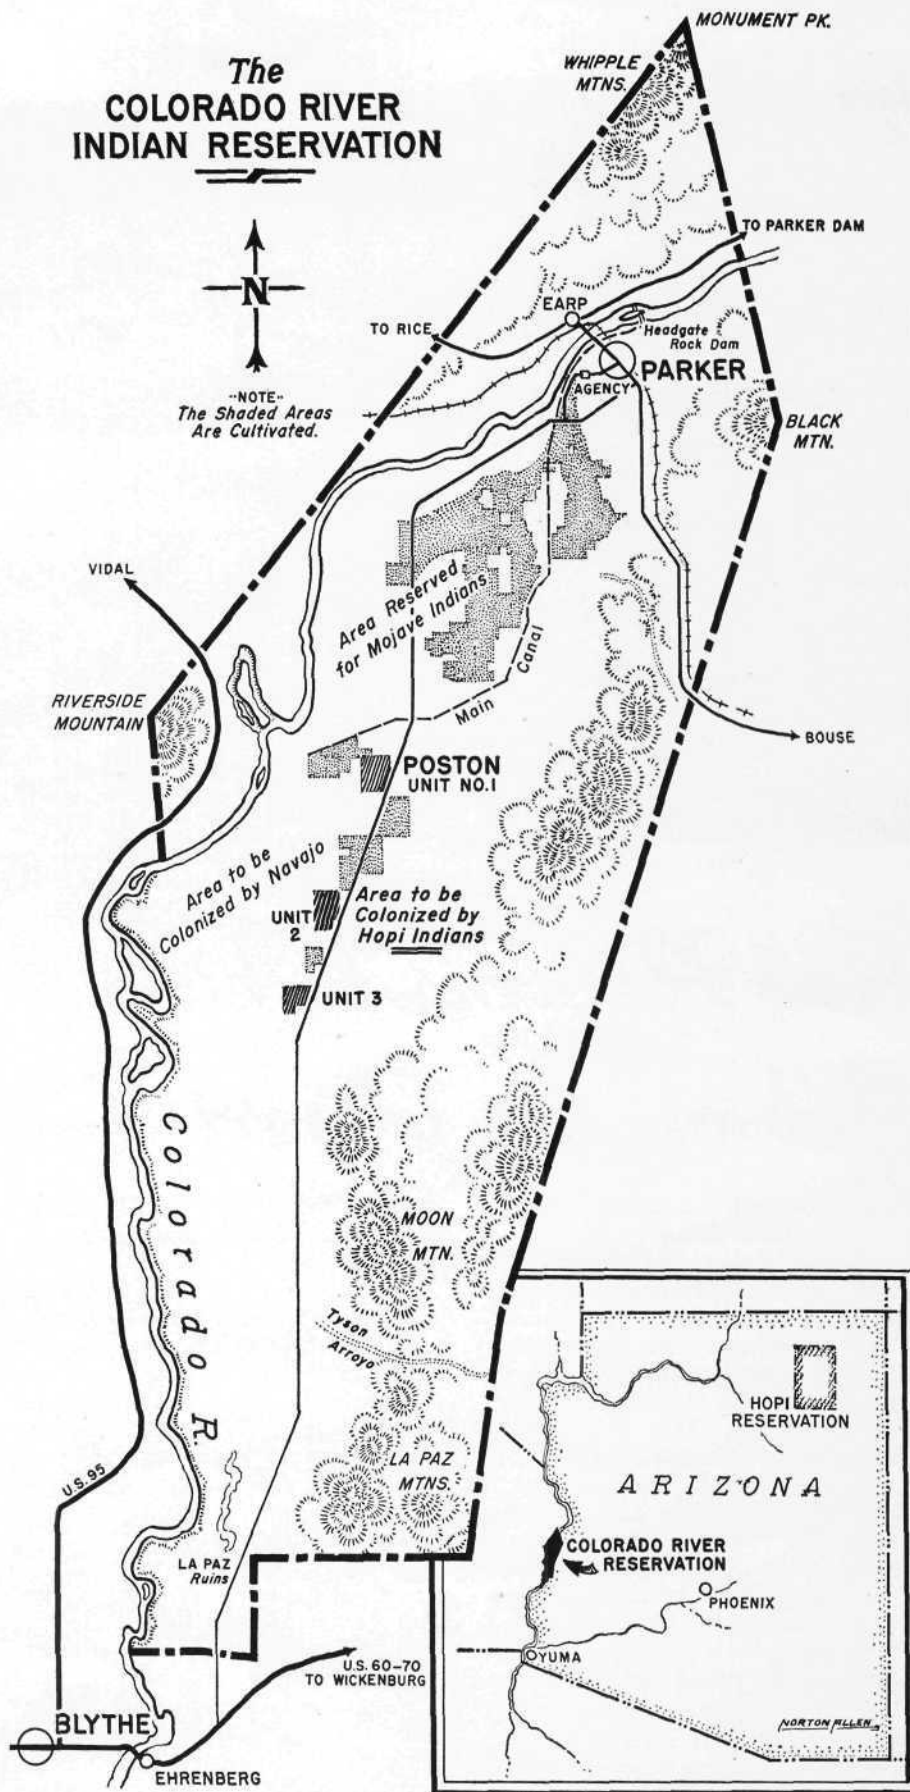 The
COLORADO RIVER
INDIAN RESERVATION
MONUMENT PK.
WHIPPLE
MTNS.
N
TO PARKER DAM
EARP
TO RICE
Headgate
Rock Dam
PARKER
AGENCY
--NOTE--
The Shaded Areas
Are Cultivated.
BLACK
MTN.
VIDAL
Area Reserved
for Mojave Indians
Canal
Main
RIVERSIDE
MOUNTAIN
BOUSE
POSTON
UNIT NO.1
Area to be
Colonized by Navajo
UNIT
2
Area to be
Colonized by
Hopi Indians
UNIT 3
Colorado R.
MOON
MTN.
Tyson
Arroyo
LA PAZ
MTNS.
U.S. 95
LA PAZ
Ruins
U.S. 60-70
TO WICKENBURG
BLYTHE
EHRENBERG
HOPI
RESERVATION
ARIZONA
COLORADO RIVER
RESERVATION
PHOENIX
YUMA
NORTON ALLEN